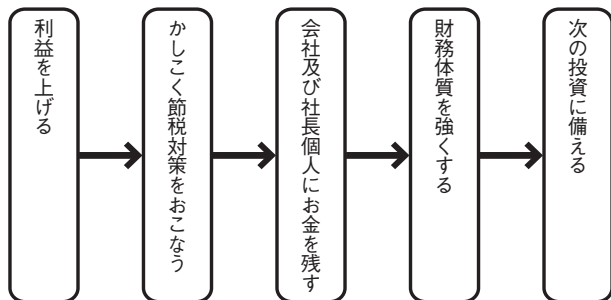 利益を上げる
かしこく節税対策をおこなう
会社及び社長個人にお金を残す
財務体質を強くする
次の投資に備える